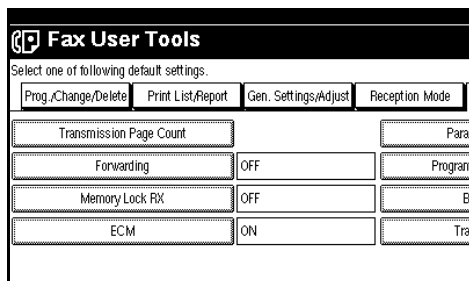 Fax User Tools
Select one of following default settings.
Prog./Change/Delete Print List/Report Gen. Settings/Adjust Reception Mode
Transmission Page Count
Forwarding OFF
Memory Lock RX OFF
ECM ON